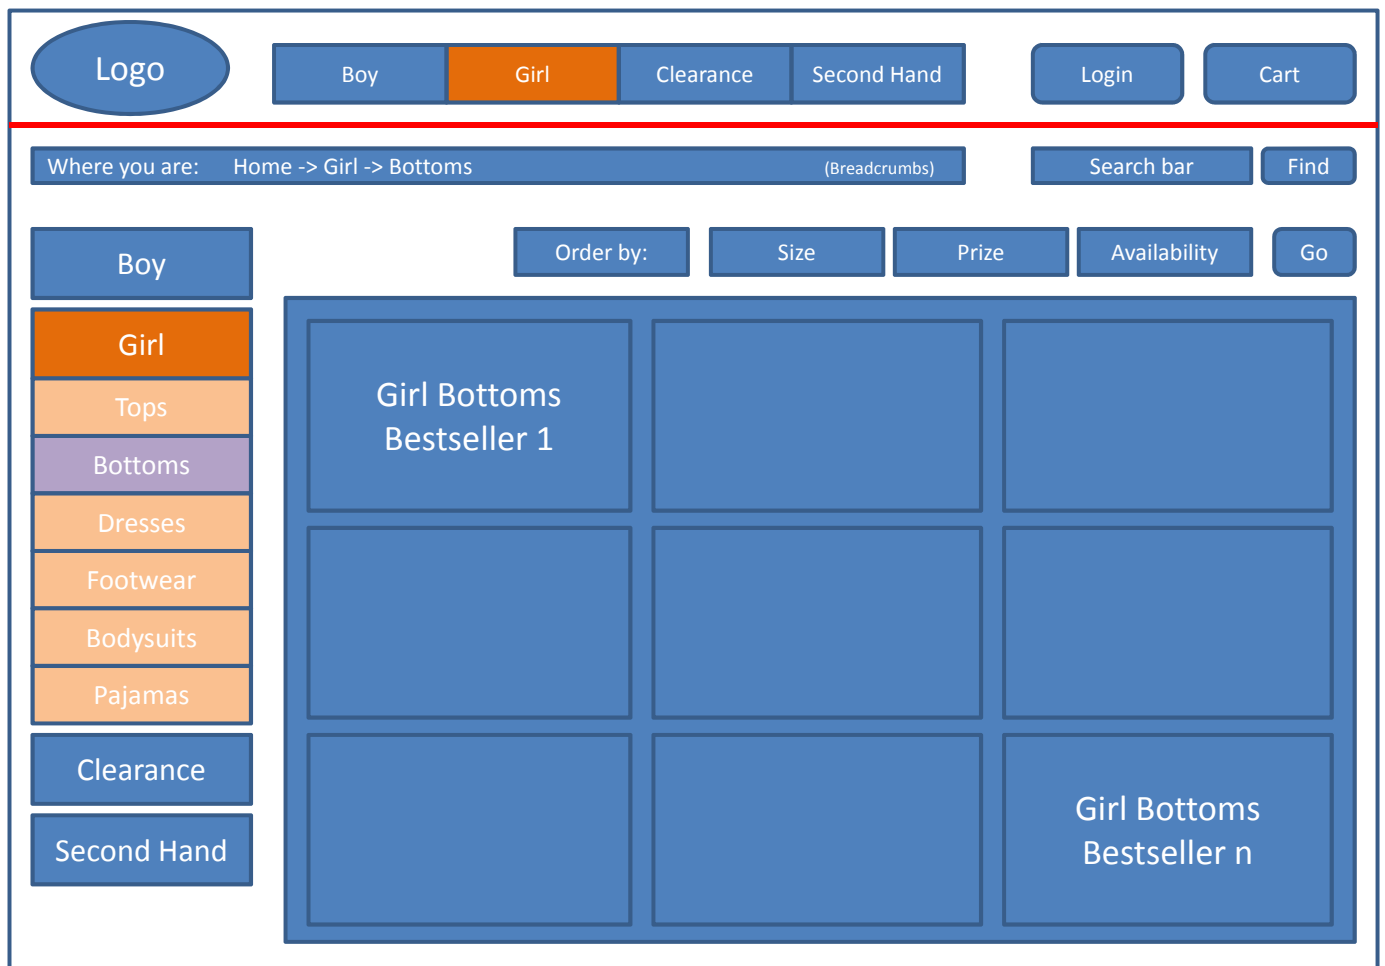 Logo
Boy
Girl
Clearance
Second Hand
Login
Cart
Where you are: Home -> Girl -> Bottoms (Breadcrumbs)
Search bar
Find
Order by:
Size
Prize
Availability
Go
Boy
Girl
Tops
Bottoms
Dresses
Footwear
Bodysuits
Pajamas
Clearance
Second Hand
Girl Bottoms
Bestseller 1
Girl Bottoms
Bestseller n